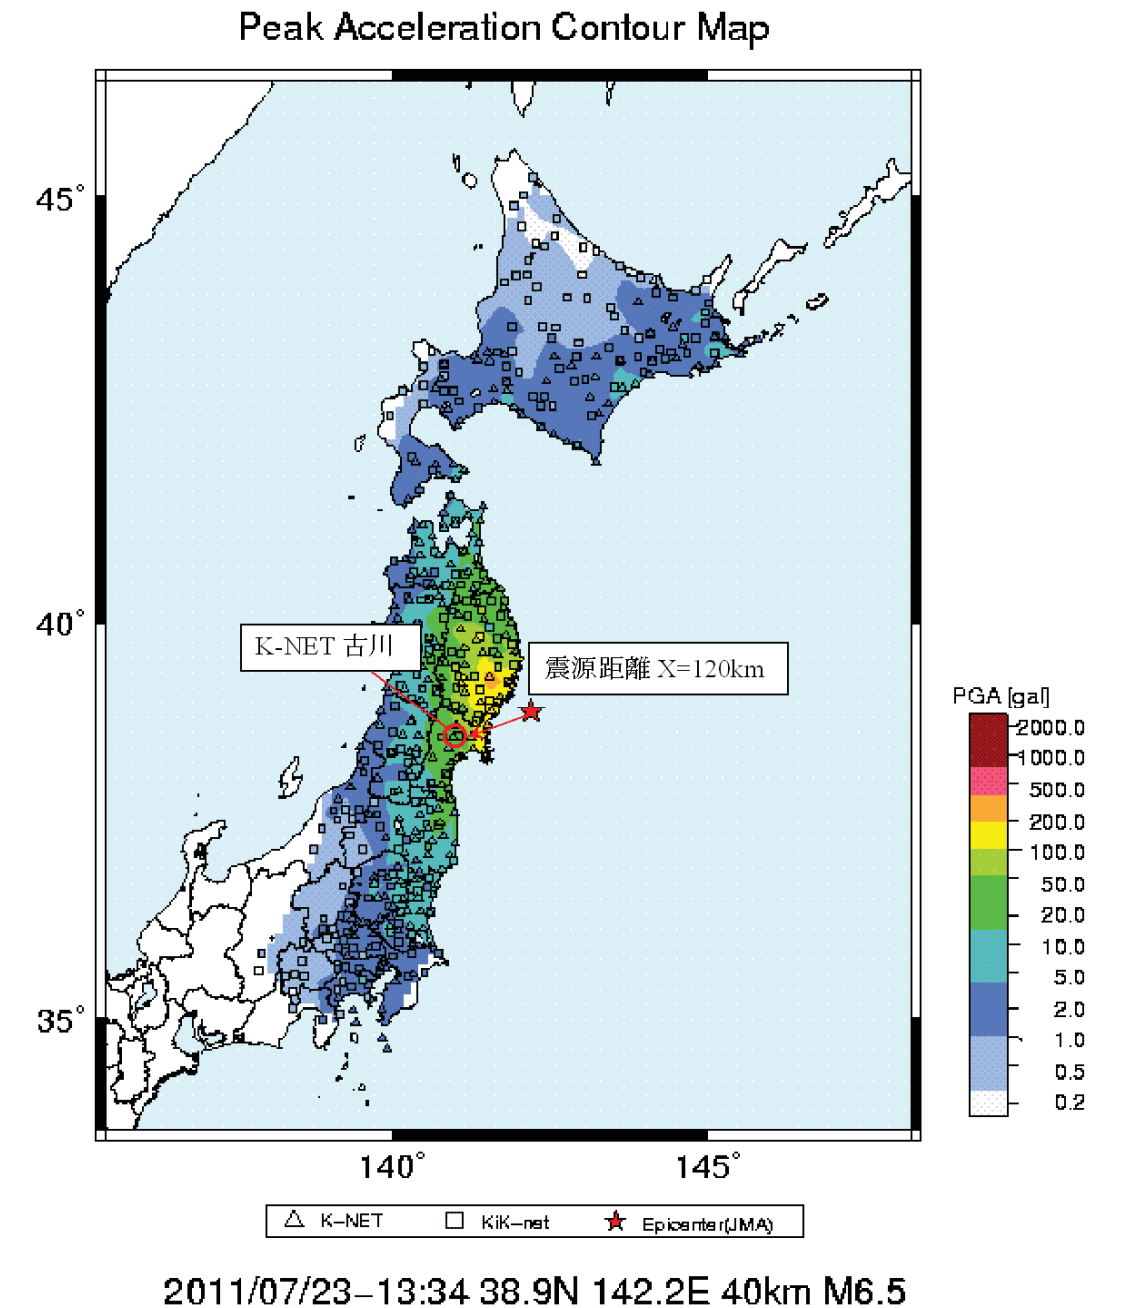 Peak Acceleration Contour Map
45°
40°
35°
140°
145°
K-NET 古川
震源距離 X=120km
PGA [gal]
2000.0
1000.0
500.0
200.0
100.0
50.0
20.0
10.0
5.0
2.0
1.0
0.5
0.2
K-NET
KiK-net
Epicenter(JMA)
2011/07/23-13:34 38.9N 142.2E 40km M6.5